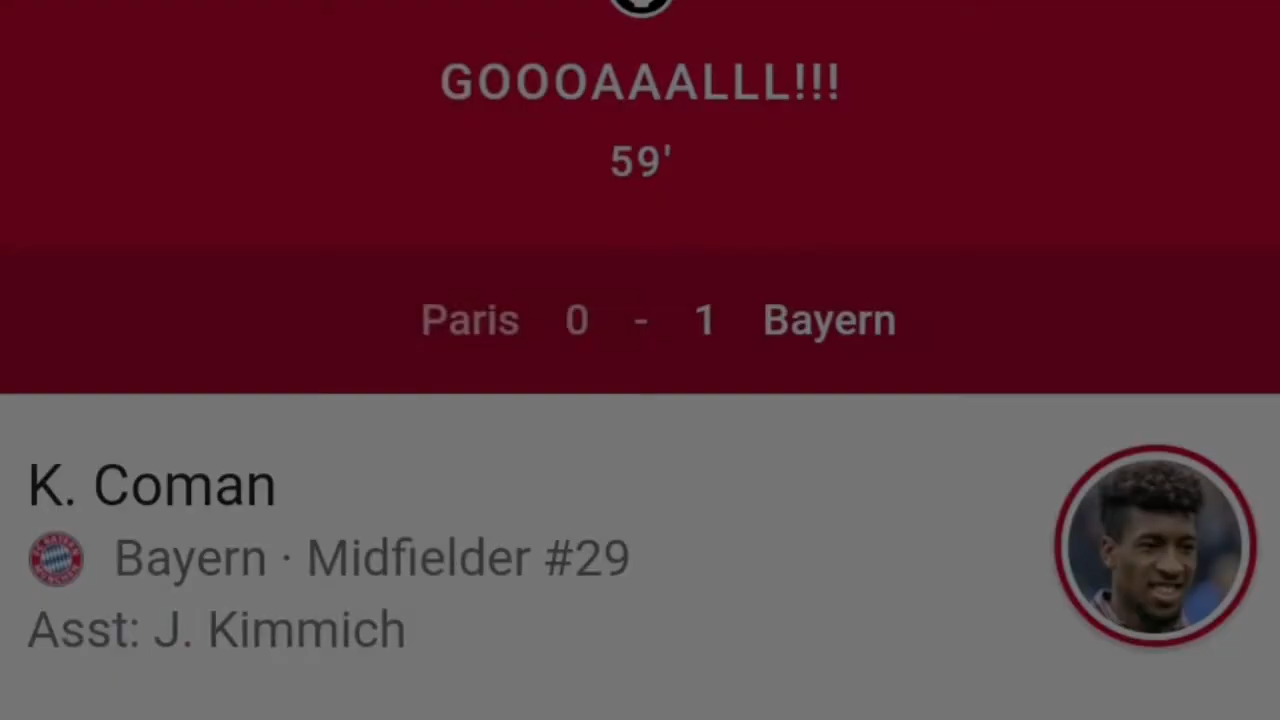 GOOOAAALLL!!!
59'
Paris 0 - 1 Bayern
K. Coman
Bayern · Midfielder #29
Asst: J. Kimmich